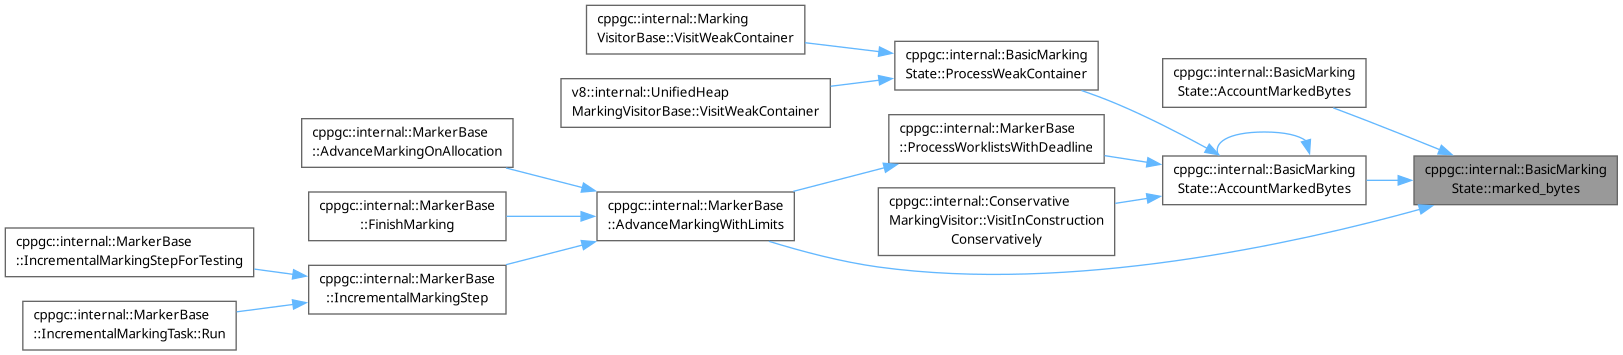 cppgc::internal::Marking
VisitorBase::VisitWeakContainer
cppgc::internal::BasicMarking
State::ProcessWeakContainer
cppgc::internal::BasicMarking
State::AccountMarkedBytes
v8::internal::UnifiedHeap
MarkingVisitorBase::VisitWeakContainer
cppgc::internal::MarkerBase
::AdvanceMarkingOnAllocation
cppgc::internal::MarkerBase
::ProcessWorklistsWithDeadline
cppgc::internal::BasicMarking
State::AccountMarkedBytes
cppgc::internal::BasicMarking
State::marked_bytes
cppgc::internal::MarkerBase
::FinishMarking
cppgc::internal::MarkerBase
::AdvanceMarkingWithLimits
cppgc::internal::Conservative
MarkingVisitor::VisitInConstruction
Conservatively
cppgc::internal::MarkerBase
::IncrementalMarkingStepForTesting
cppgc::internal::MarkerBase
::IncrementalMarkingStep
cppgc::internal::MarkerBase
::IncrementalMarkingTask::Run